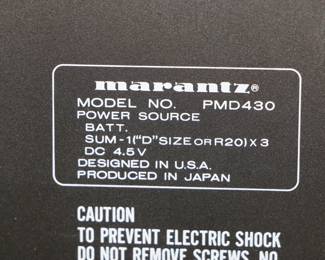 marantz®
MODEL NO. PMD430
POWER SOURCE
BATT.
SUM-1("D"SIZE OR R20)X3
DC 4.5V
DESIGNED IN U.S.A.
PRODUCED IN JAPAN
CAUTION
TO PREVENT ELECTRIC SHOCK
DO NOT REMOVE SCREWS. NO